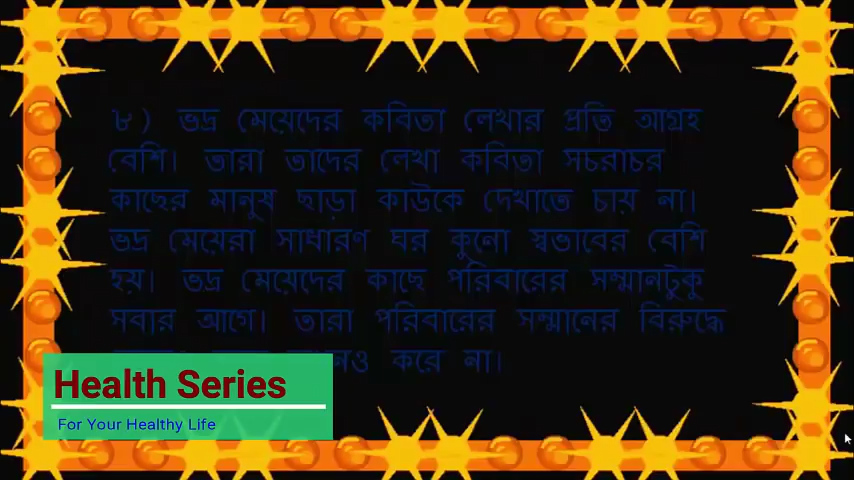 ৮) ভদ্র মেয়েদের কবিতা লেখার প্রতি আগ্রহ
বেশি। তারা তাদের লেখা কবিতা সচরাচর
কাছের মানুষ ছাড়া কাউকে দেখাতে চায় না।
ভদ্র মেয়েরা সাধারণ ঘর কুনো স্বভাবের বেশি
হয়। ভদ্র মেয়েদের কাছে পরিবারের সম্মানটুকু
সবার আগে। তারা পরিবারের সম্মানের বিরুদ্ধে
করে না।
Health Series
For Your Healthy Life